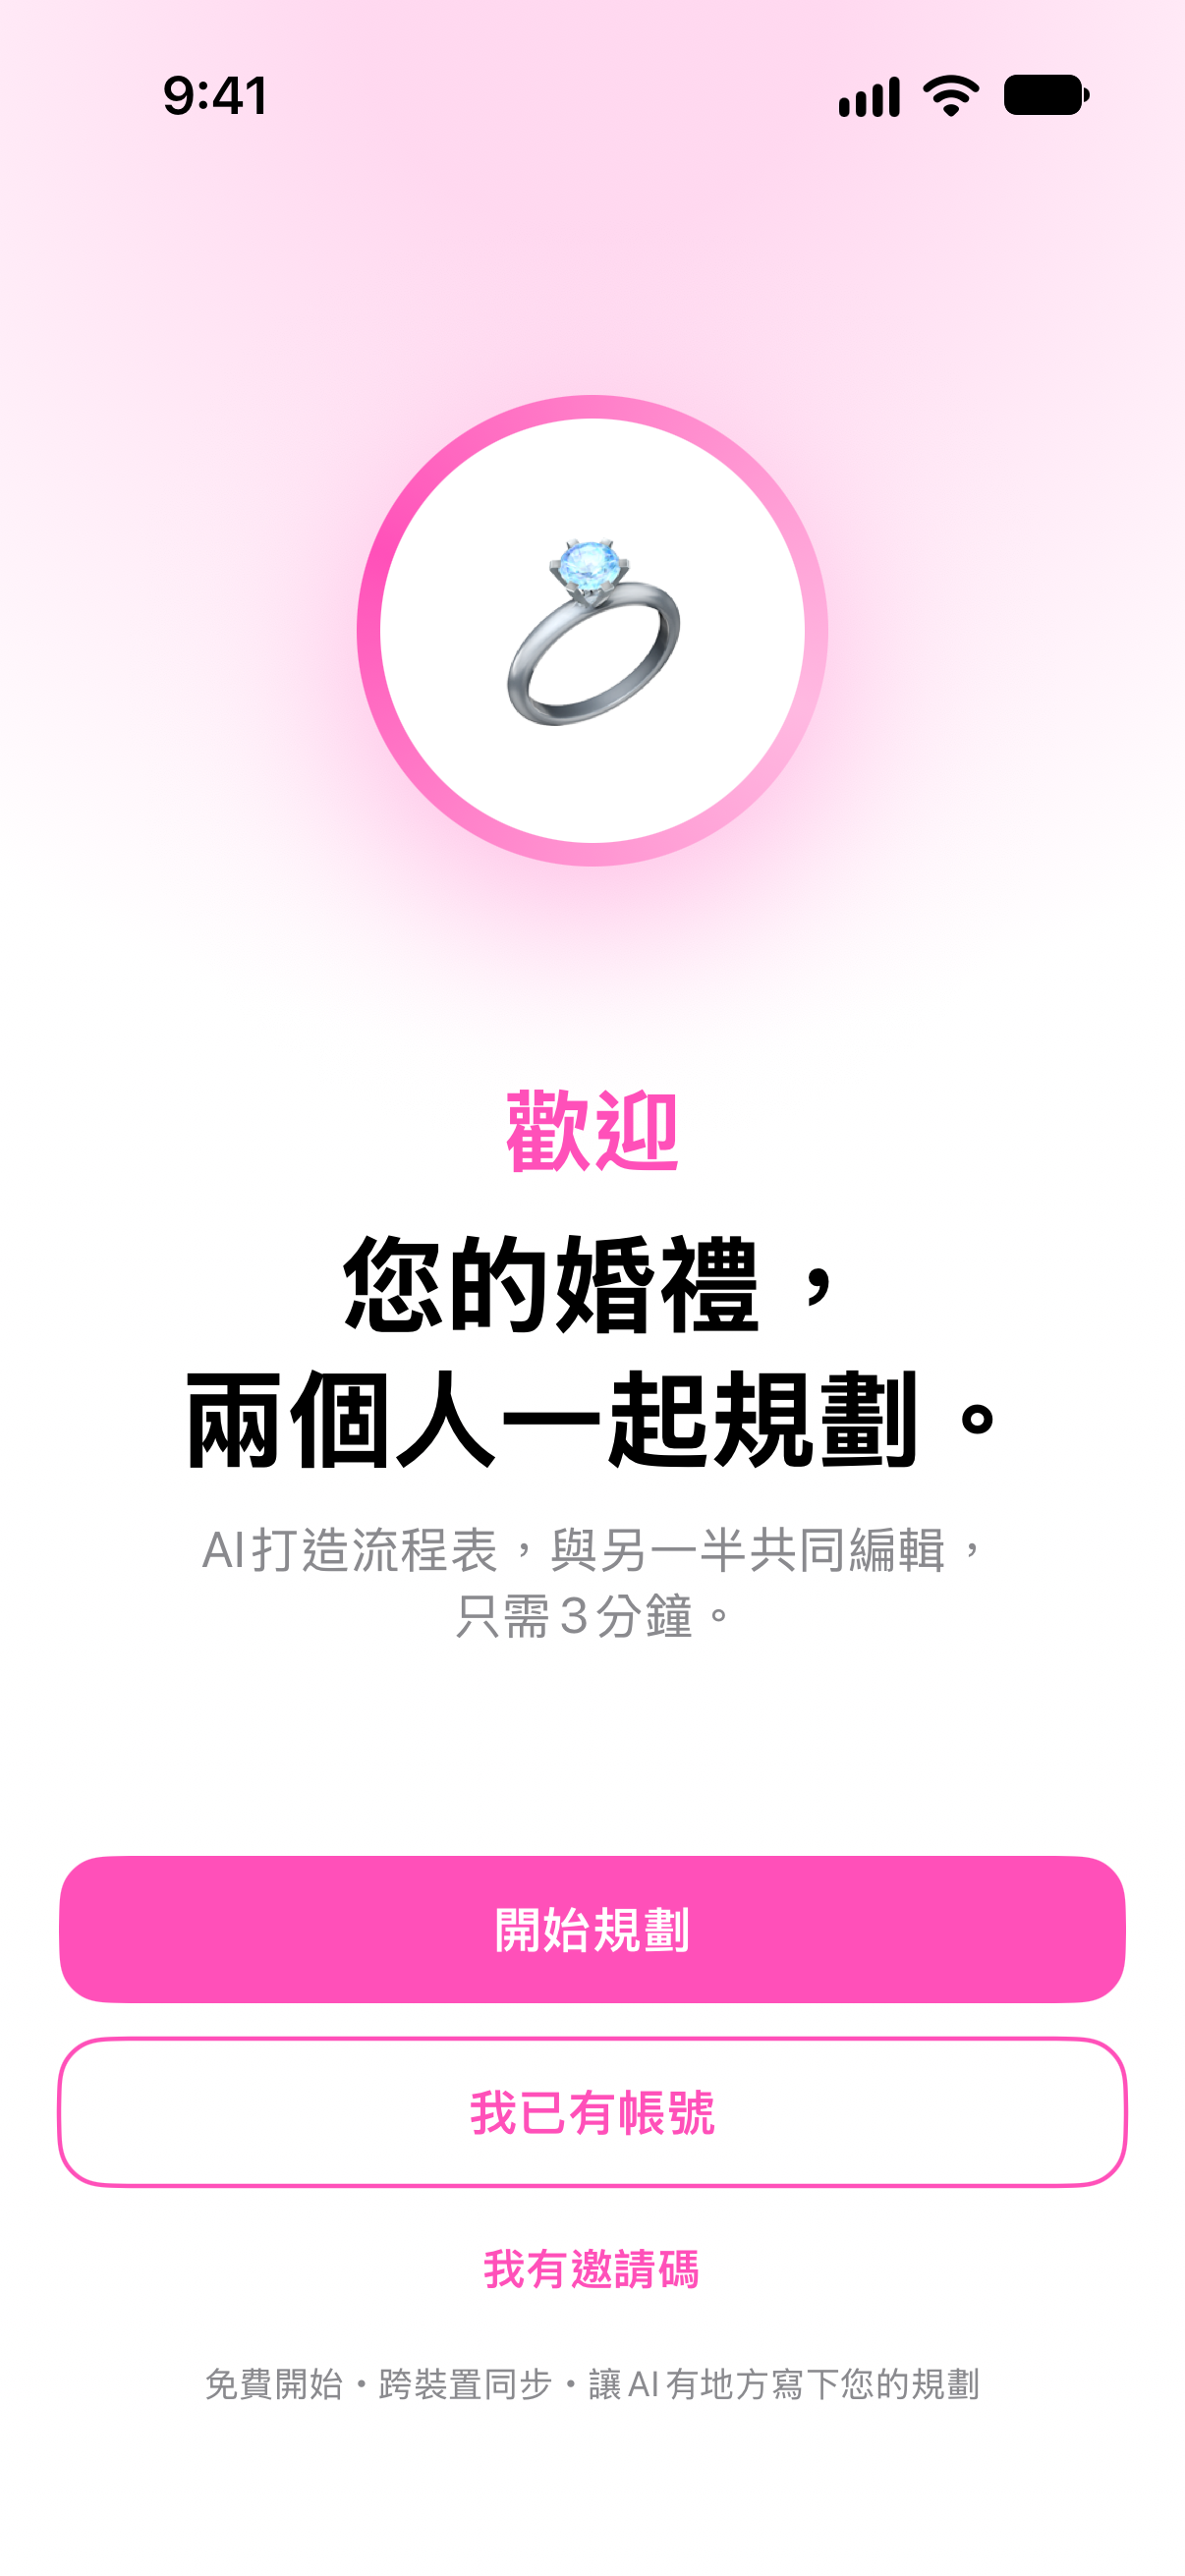 9:41
歡迎
您的婚禮，
兩個人一起規劃。
AI打造流程表，與另一半共同編輯，
只需3分鐘。
開始規劃
我已有帳號
我有邀請碼
免費開始・跨裝置同步・讓 AI 有地方寫下您的規劃